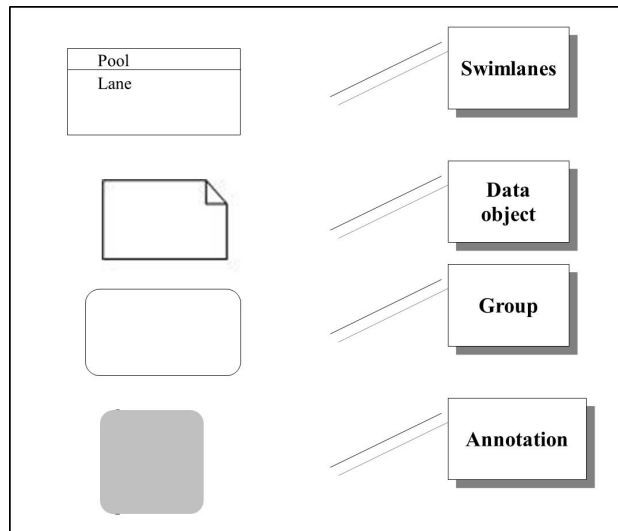 Pool
Lane
Swimlanes
Data
object
Group
Annotation